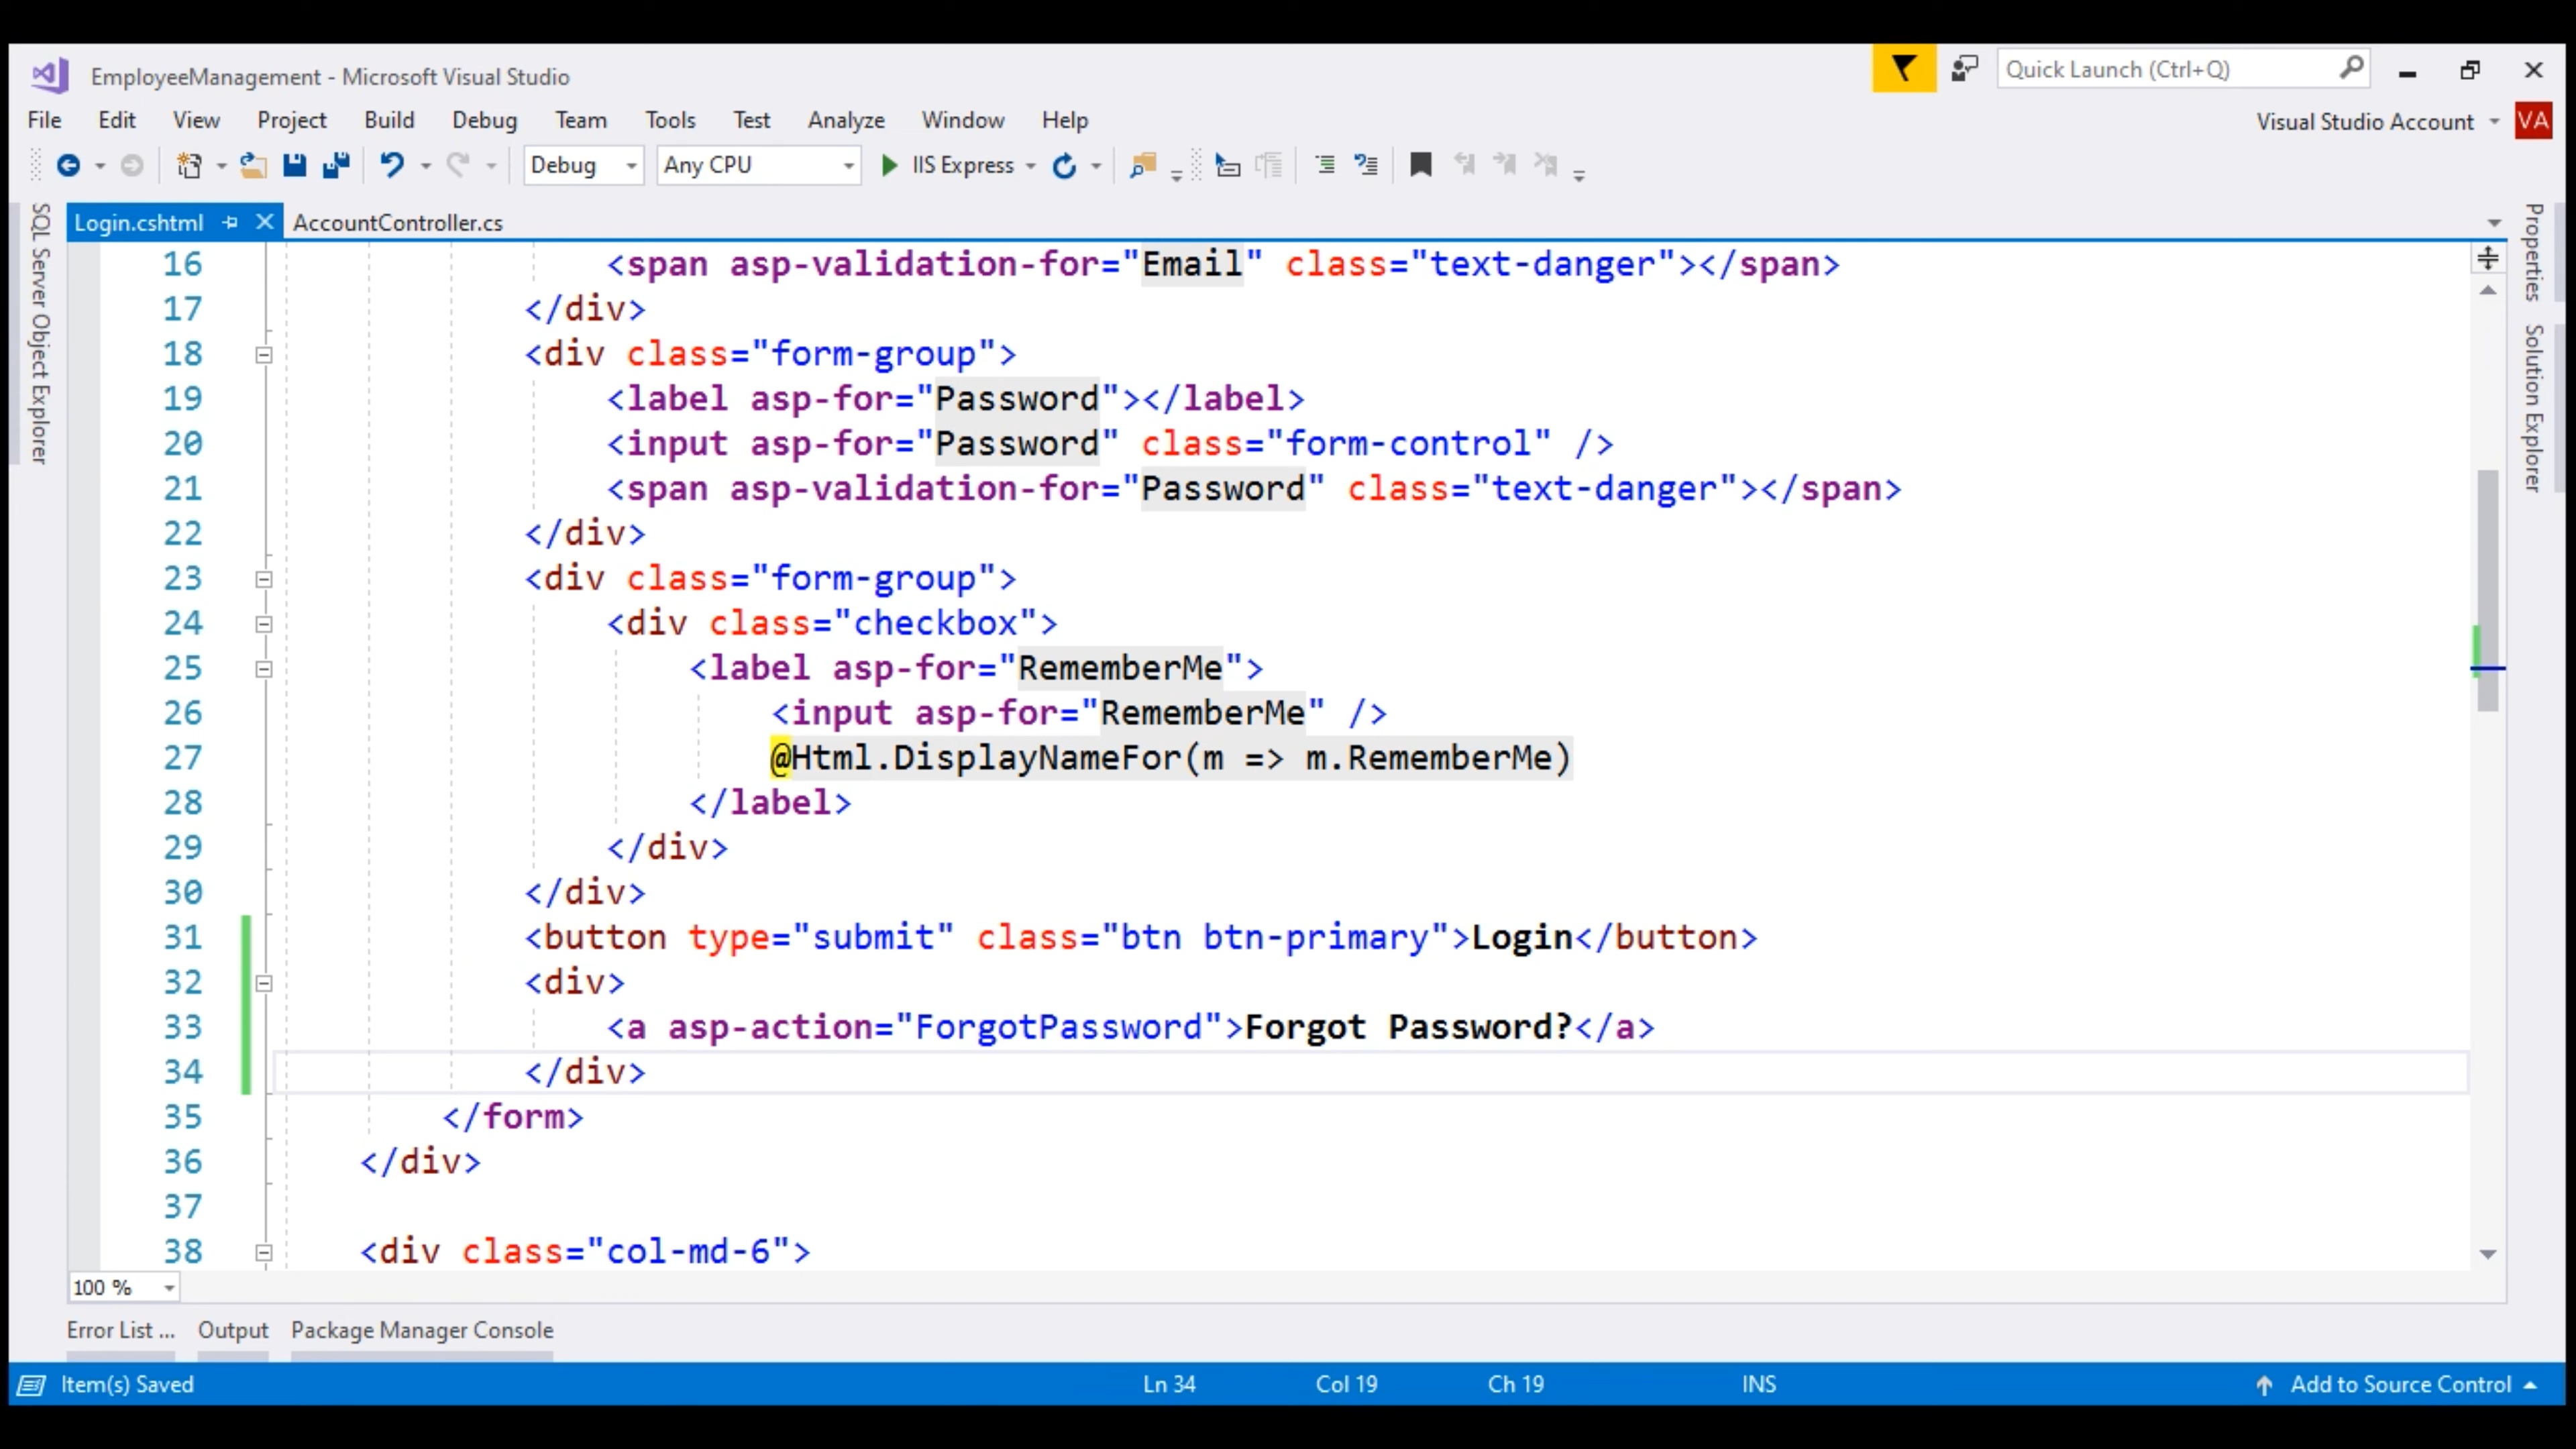 EmployeeManagement - Microsoft Visual Studio
Quick Launch (Ctrl+Q)
File Edit View Project Build Debug Team Tools Test Analyze Window Help
Visual Studio Account VA
Debug Any CPU IIS Express
Login.cshtml AccountController.cs
SQL Server Object Explorer
Properties
Solution Explorer
16 <span asp-validation-for="Email" class="text-danger"></span>
17 </div>
18 <div class="form-group">
19 <label asp-for="Password"></label>
20 <input asp-for="Password" class="form-control" />
21 <span asp-validation-for="Password" class="text-danger"></span>
22 </div>
23 <div class="form-group">
24 <div class="checkbox">
25 <label asp-for="RememberMe">
26 <input asp-for="RememberMe" />
27 @Html.DisplayNameFor(m => m.RememberMe)
28 </label>
29 </div>
30 </div>
31 <button type="submit" class="btn btn-primary">Login</button>
32 <div>
33 <a asp-action="ForgotPassword">Forgot Password?</a>
34 </div>
35 </form>
36 </div>
37
38 <div class="col-md-6">
100 %
Error List ... Output Package Manager Console
Item(s) Saved Ln 34 Col 19 Ch 19 INS Add to Source Control